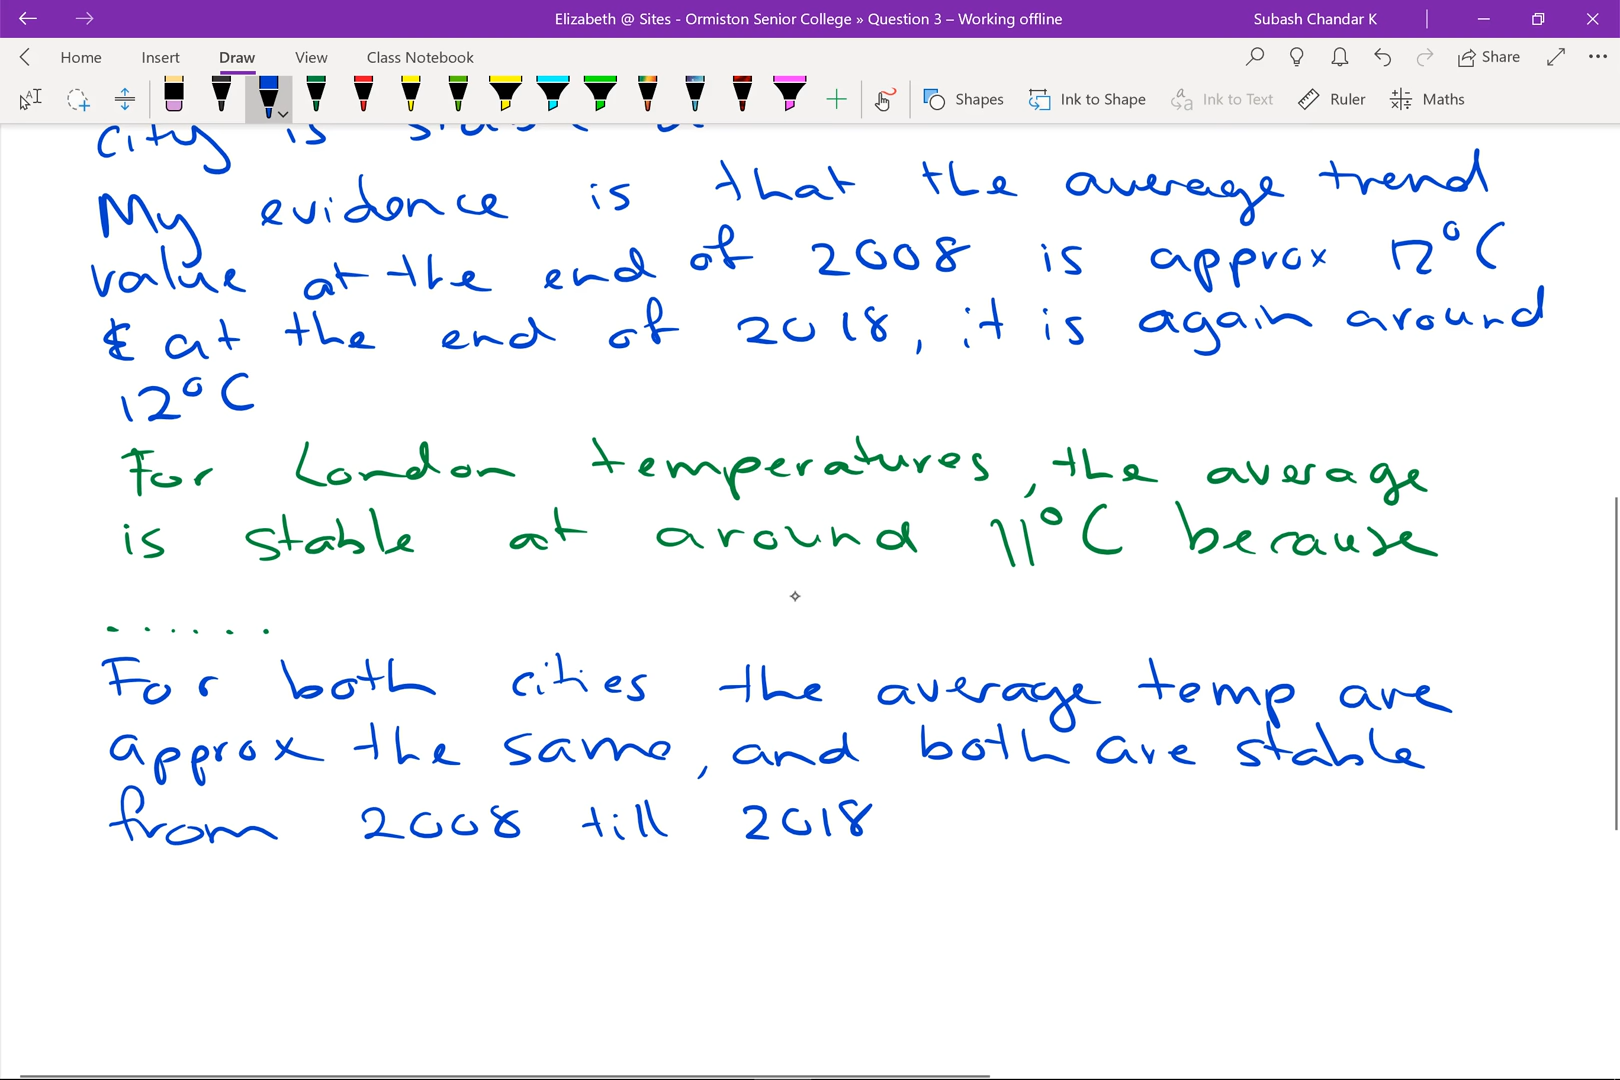 Elizabeth @ Sites - Ormiston Senior College » Question 3 – Working offline
Subash Chandar K
Home Insert Draw View Class Notebook
Share
Shapes Ink to Shape Ink to Text Ruler Maths
city is
My evidence is that the average trend
value at the end of 2008 is approx 12°C
& at the end of 2018, it is again around
12°C
For London temperatures, the average
is stable at around 11°C because
......
For both cities the average temp are
approx the same, and both are stable
from 2008 till 2018